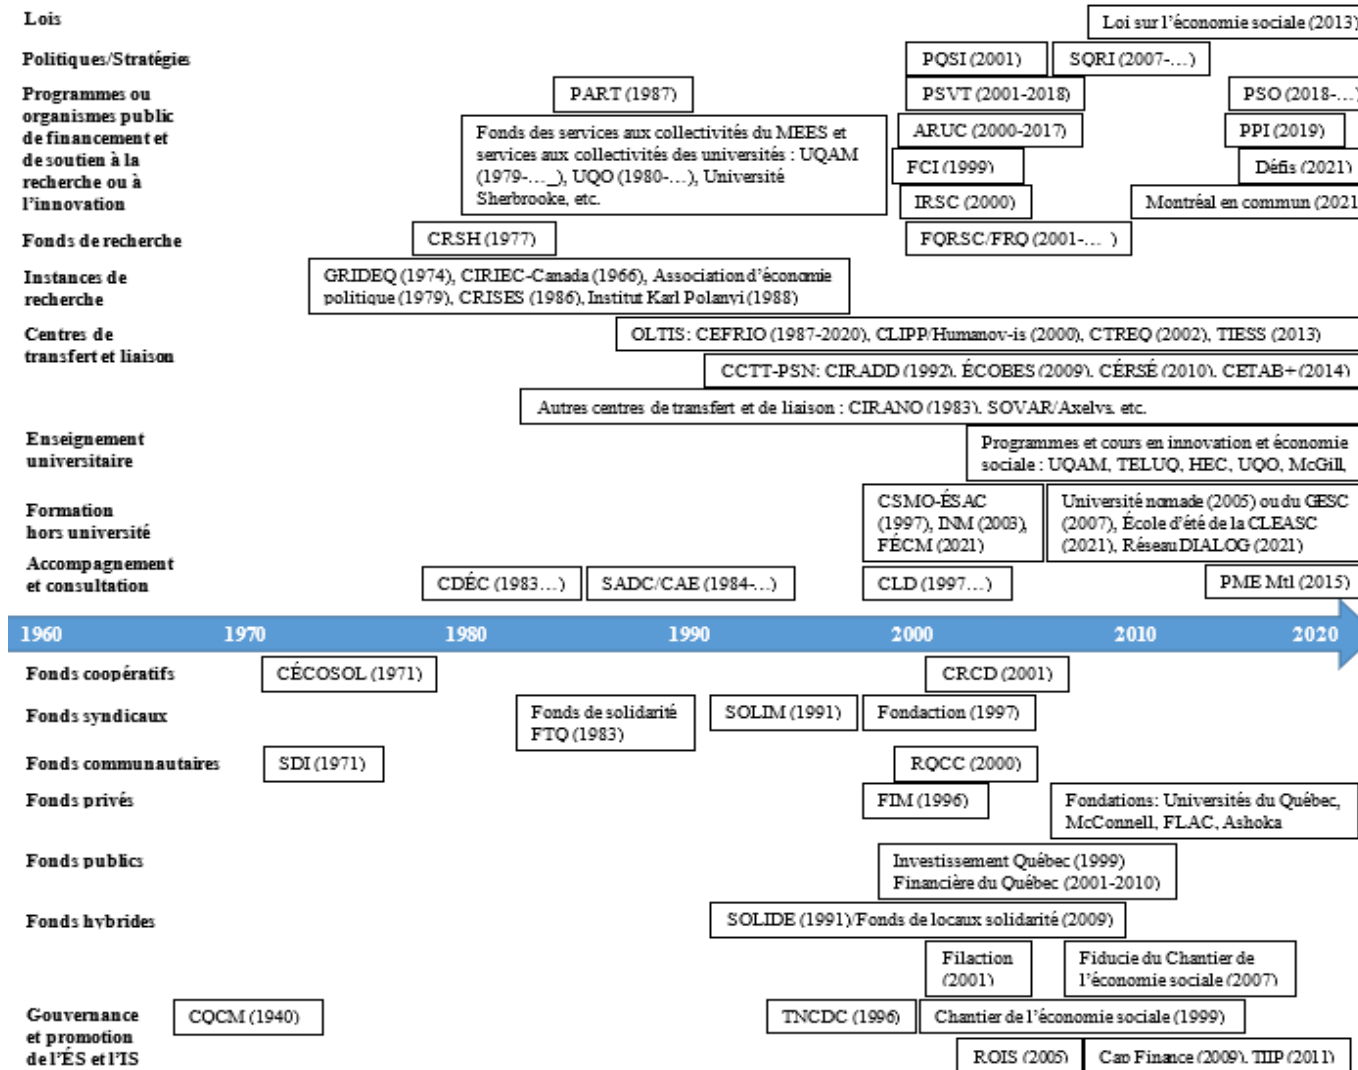 Lois
Loi sur l'économie sociale (2013)
Politiques/Stratégies
PQSI (2001)
SQRI (2007-…)
Programmes ou
organismes public
de financement et
de soutien à la
recherche ou à
l'innovation
PART (1987)
PSVT (2001-2018)
PSO (2018-…)
Fonds des services aux collectivités du MEES et
services aux collectivités des universités : UQAM
(1979-…_), UQO (1980-…), Université
Sherbrooke, etc.
ARUC (2000-2017)
PPI (2019)
FCI (1999)
Défis (2021)
IRSC (2000)
Montréal en commun (2021
Fonds de recherche
CRSH (1977)
FQRSC/FRQ (2001-… )
Instances de
recherche
GRIDEQ (1974), CIRIEC-Canada (1966), Association d'économie
politique (1979), CRISES (1986), Institut Karl Polanyi (1988)
Centres de
transfert et liaison
OLTIS: CEFRIO (1987-2020), CLIPP/Humanov-is (2000), CTREQ (2002), TIESS (2013)
CCTT-PSN: CIRADD (1992), ÉCOBES (2009), CÉRSÉ (2010), CETAB+ (2014)
Autres centres de transfert et de liaison : CIRANO (1983), SOVAR/Axelys, etc.
Enseignement
universitaire
Programmes et cours en innovation et économie
sociale : UQAM, TELUQ, HEC, UQO, McGill,
Formation
hors université
CSMO-ÉSAC
(1997), INM (2003),
FÉCM (2021)
Université nomade (2005) ou du GESC
(2007), École d'été de la CLEASC
(2021), Réseau DIALOG (2021)
Accompagnement
et consultation
CDÉC (1983…)
SADC/CAE (1984-…)
CLD (1997…)
PME Mtl (2015)
1960 1970 1980 1990 2000 2010 2020
Fonds coopératifs
CÉCOSOL (1971)
CRCD (2001)
Fonds syndicaux
Fonds de solidarité
FTQ (1983)
SOLIM (1991)
Fondaction (1997)
Fonds communautaires
SDI (1971)
RQCC (2000)
Fonds privés
FIM (1996)
Fondations: Universités du Québec,
McConnell, FLAC, Ashoka
Fonds publics
Investissement Québec (1999)
Financière du Québec (2001-2010)
Fonds hybrides
SOLIDE (1991)/Fonds de locaux solidarité (2009)
Filaction
(2001)
Fiducie du Chantier de
l'économie sociale (2007)
Gouvernance
et promotion
de l'ÉS et l'IS
CQCM (1940)
TNCDC (1996)
Chantier de l'économie sociale (1999)
RQIS (2005)
Cap Finance (2009), TIIP (2011)